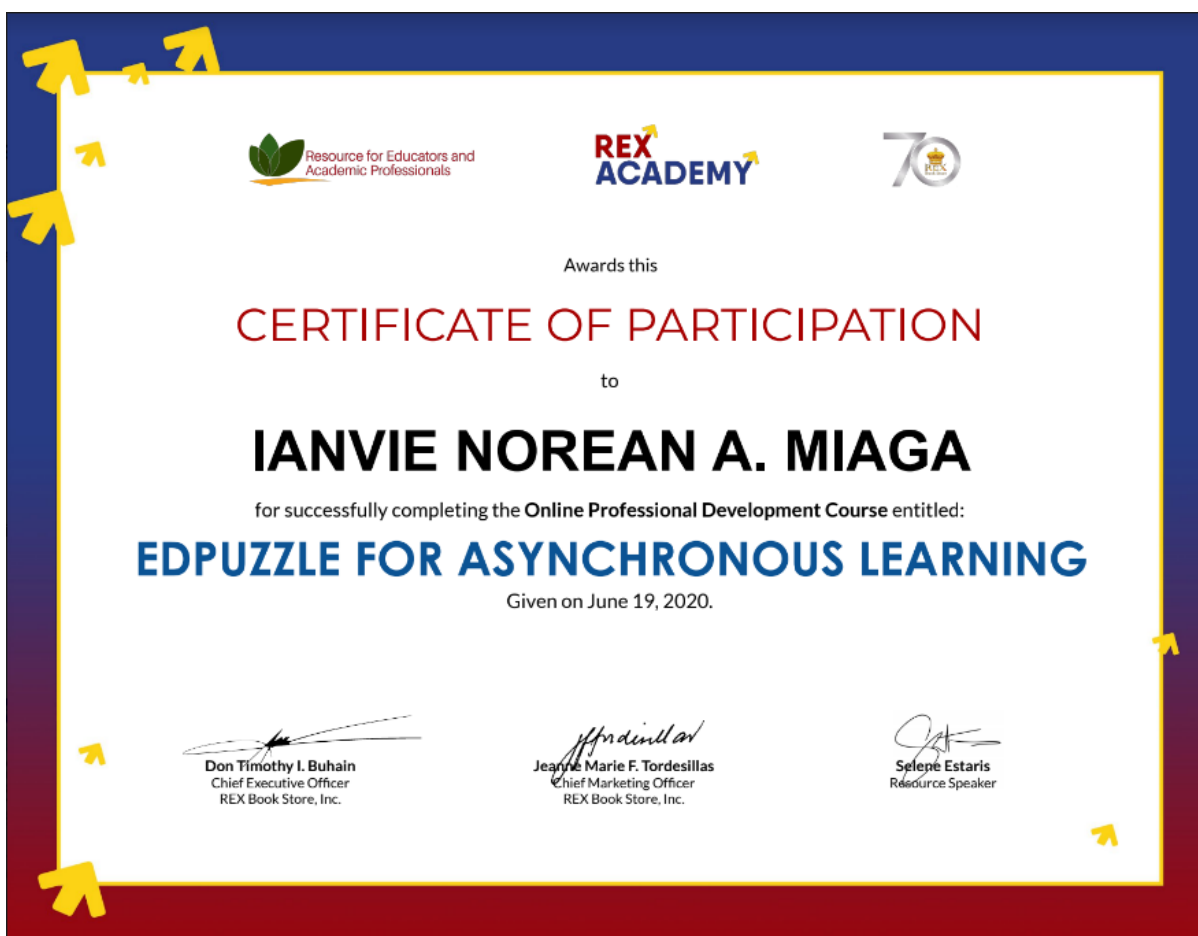 Resource for Educators and
Academic Professionals
REX
ACADEMY
70
REX
Awards this
CERTIFICATE OF PARTICIPATION
to
IANVIE NOREAN A. MIAGA
for successfully completing the Online Professional Development Course entitled:
EDPUZZLE FOR ASYNCHRONOUS LEARNING
Given on June 19, 2020.
Don Timothy I. Buhain
Chief Executive Officer
REX Book Store, Inc.
Jeanne Marie F. Tordesillas
Chief Marketing Officer
REX Book Store, Inc.
Selene Estaris
Resource Speaker